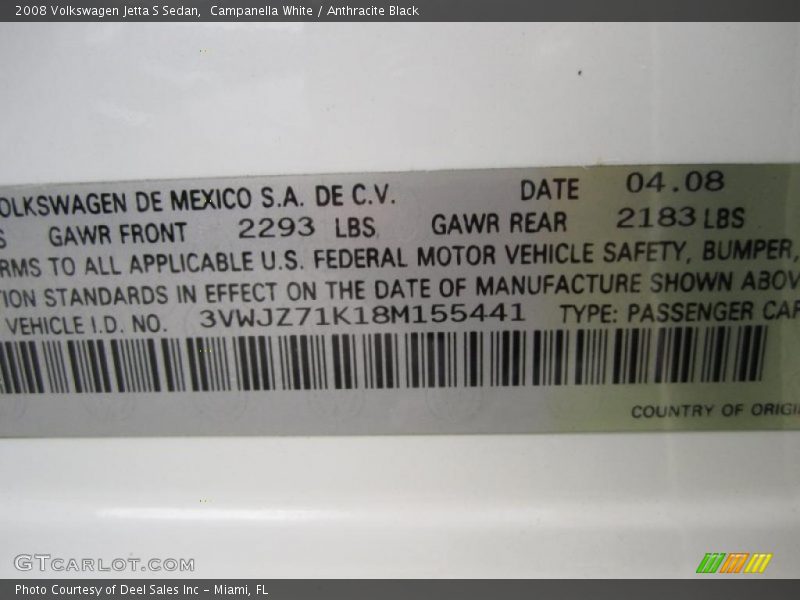 2008 Volkswagen Jetta S Sedan,  Campanella White / Anthracite Black
OLKSWAGEN DE MEXICO S.A. DE C.V. DATE 04.08
S GAWR FRONT 2293 LBS GAWR REAR 2183 LBS
RMS TO ALL APPLICABLE U.S. FEDERAL MOTOR VEHICLE SAFETY, BUMPER,
TION STANDARDS IN EFFECT ON THE DATE OF MANUFACTURE SHOWN ABOV
VEHICLE I.D. NO. 3VWJZ71K18M155441 TYPE: PASSENGER CAR
COUNTRY OF ORIGI
GTCARLOT.COM
Photo Courtesy of Deel Sales Inc – Miami, FL